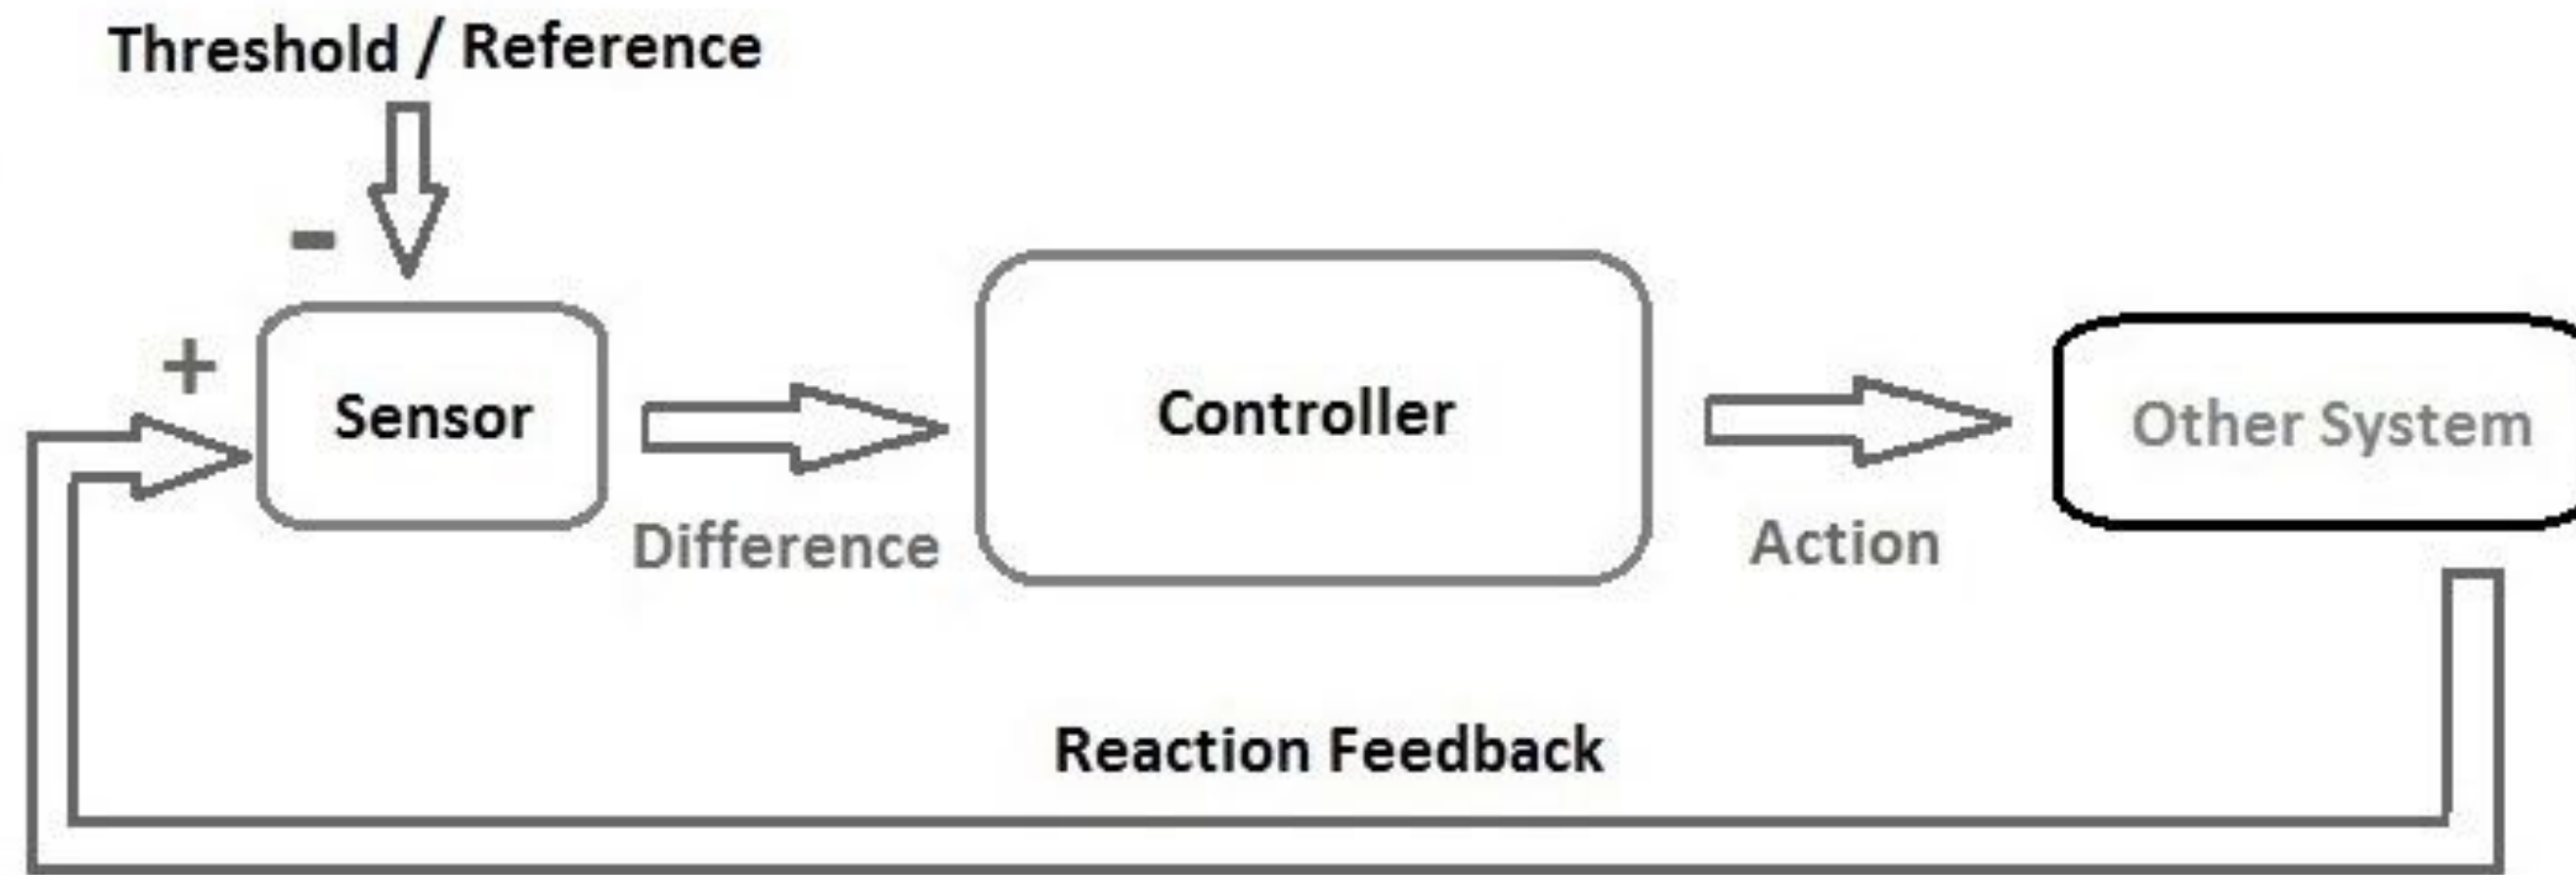 Threshold / Reference
-
+
Sensor
Controller
Other System
Difference
Action
Reaction Feedback